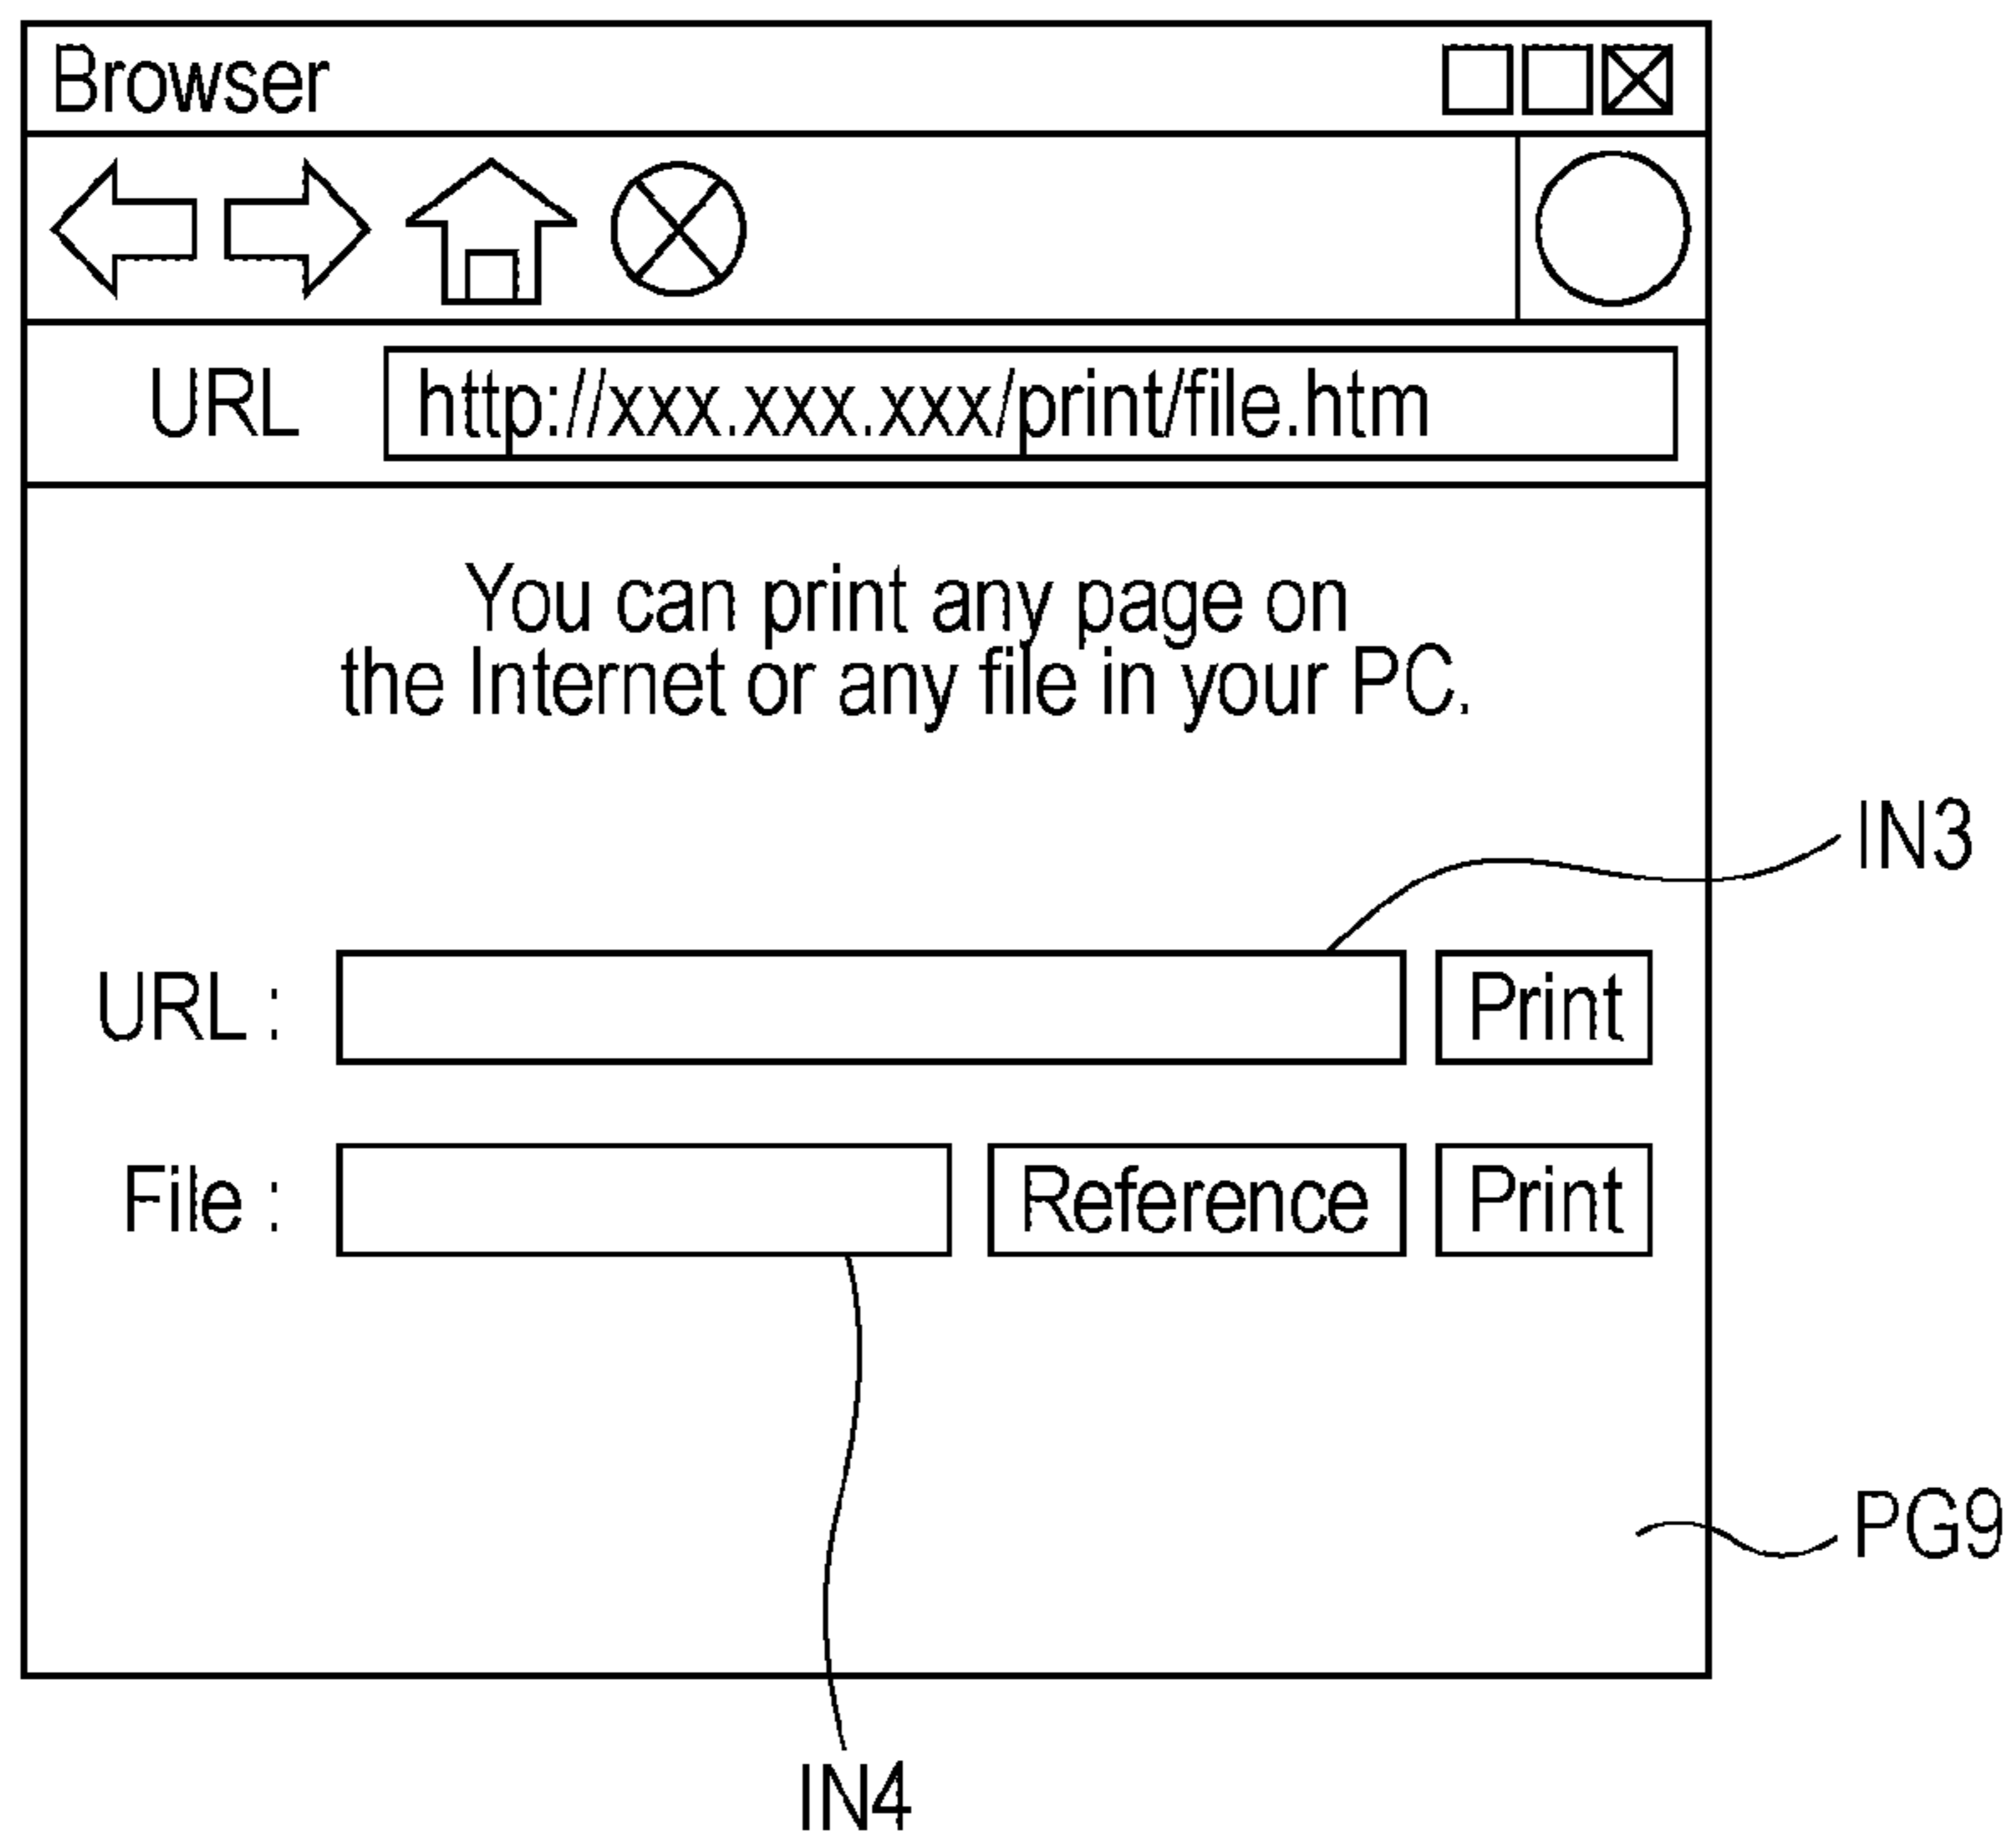 Browser
URL http://xxx.xxx.xxx/print/file.htm
You can print any page on
the Internet or any file in your PC.
IN3
URL : Print
File : Reference Print
PG9
IN4